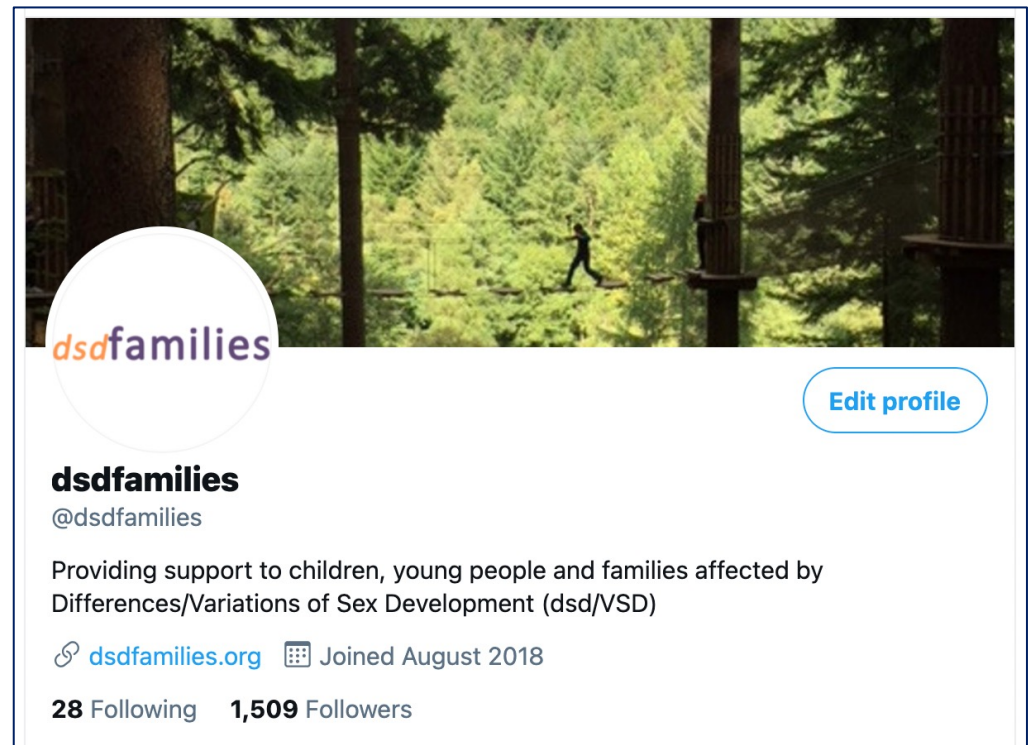 dsdfamilies
Edit profile
dsdfamilies
@dsdfamilies
Providing support to children, young people and families affected by
Differences/Variations of Sex Development (dsd/VSD)
dsdfamilies.org Joined August 2018
28 Following 1,509 Followers